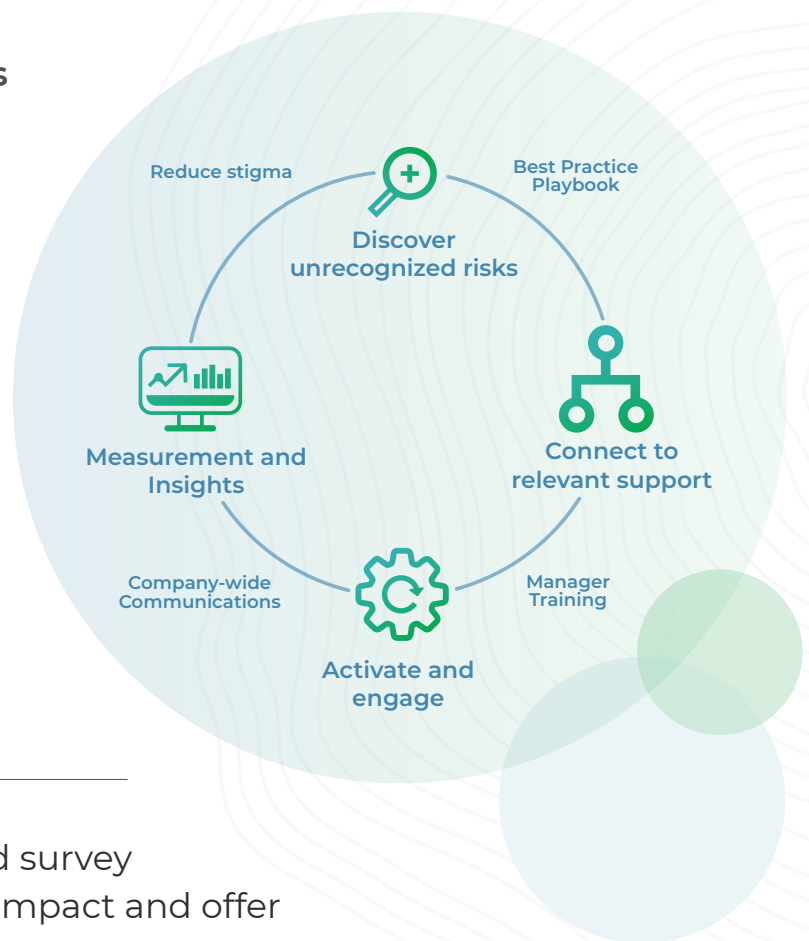 s
Reduce stigma
Best Practice
Playbook
Discover
unrecognized risks
Measurement and
Insights
Connect to
relevant support
Company-wide
Communications
Manager
Training
Activate and
engage
d survey
mpact and offer